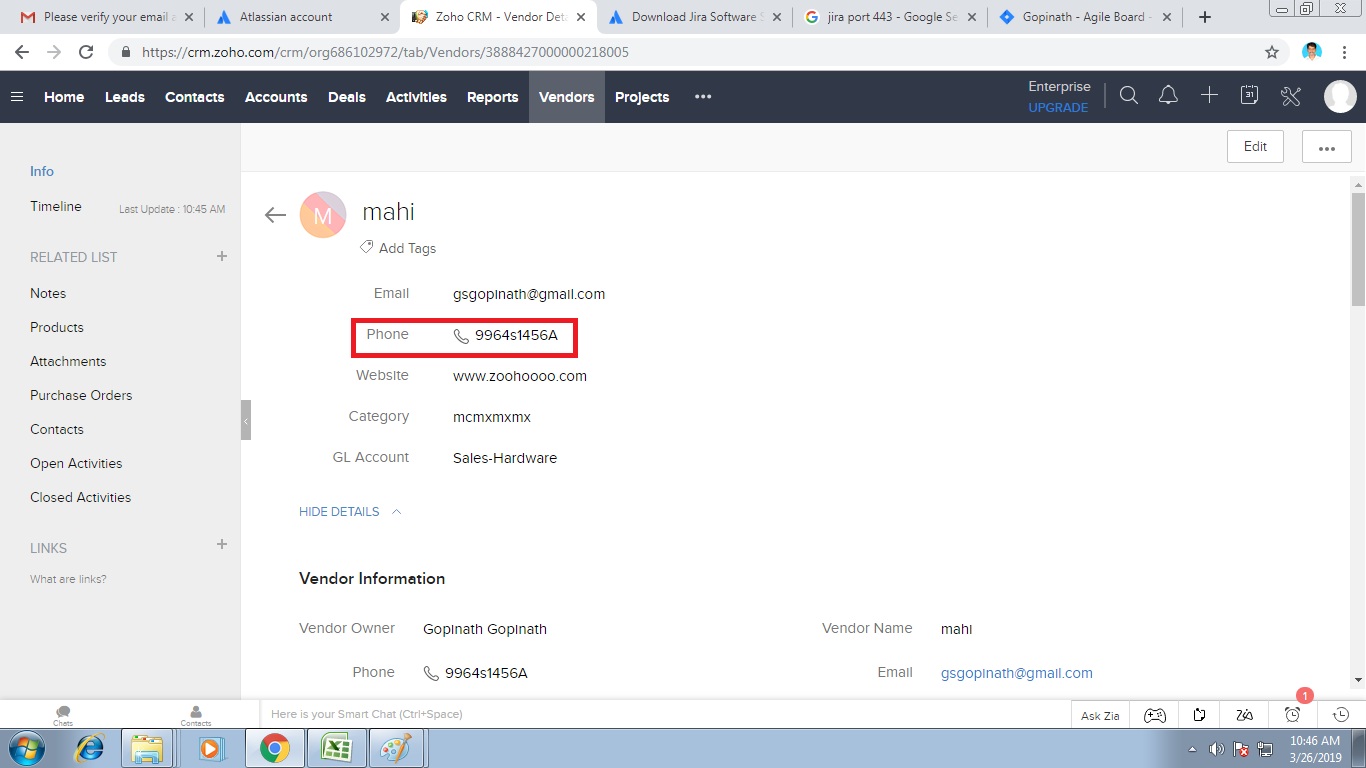 Please verify your email a
Atlassian account
Zoho CRM - Vendor Deta
Download Jira Software S
jira port 443 - Google Se
Gopinath - Agile Board -
https://crm.zoho.com/crm/org686102972/tab/Vendors/3888427000000218005
Home Leads Contacts Accounts Deals Activities Reports Vendors Projects •••
Enterprise
UPGRADE
31
Info
Timeline Last Update : 10:45 AM
RELATED LIST +
Notes
Products
Attachments
Purchase Orders
Contacts
Open Activities
Closed Activities
LINKS +
What are links?
Edit •••
M mahi
Add Tags
Email gsgopinath@gmail.com
Phone 9964s1456A
Website www.zoohoooo.com
Category mcmxmxmx
GL Account Sales-Hardware
HIDE DETAILS
Vendor Information
Vendor Owner Gopinath Gopinath
Vendor Name mahi
Phone 9964s1456A
Email gsgopinath@gmail.com
Chats
Contacts
Here is your Smart Chat (Ctrl+Space)
Ask Zia
1
10:46 AM
3/26/2019